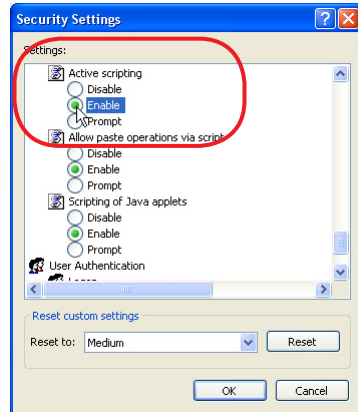 Security Settings
Settings:
Active scripting
Disable
Enable
Prompt
Allow paste operations via script
Disable
Enable
Prompt
Scripting of Java applets
Disable
Enable
Prompt
User Authentication
Logon
Reset custom settings
Reset to: Medium Reset
OK Cancel